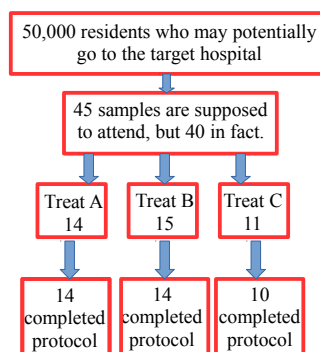 50,000 residents who may potentially
go to the target hospital
45 samples are supposed
to attend, but 40 in fact.
Treat A
14
Treat B
15
Treat C
11
14
completed
protocol
14
completed
protocol
10
completed
protocol